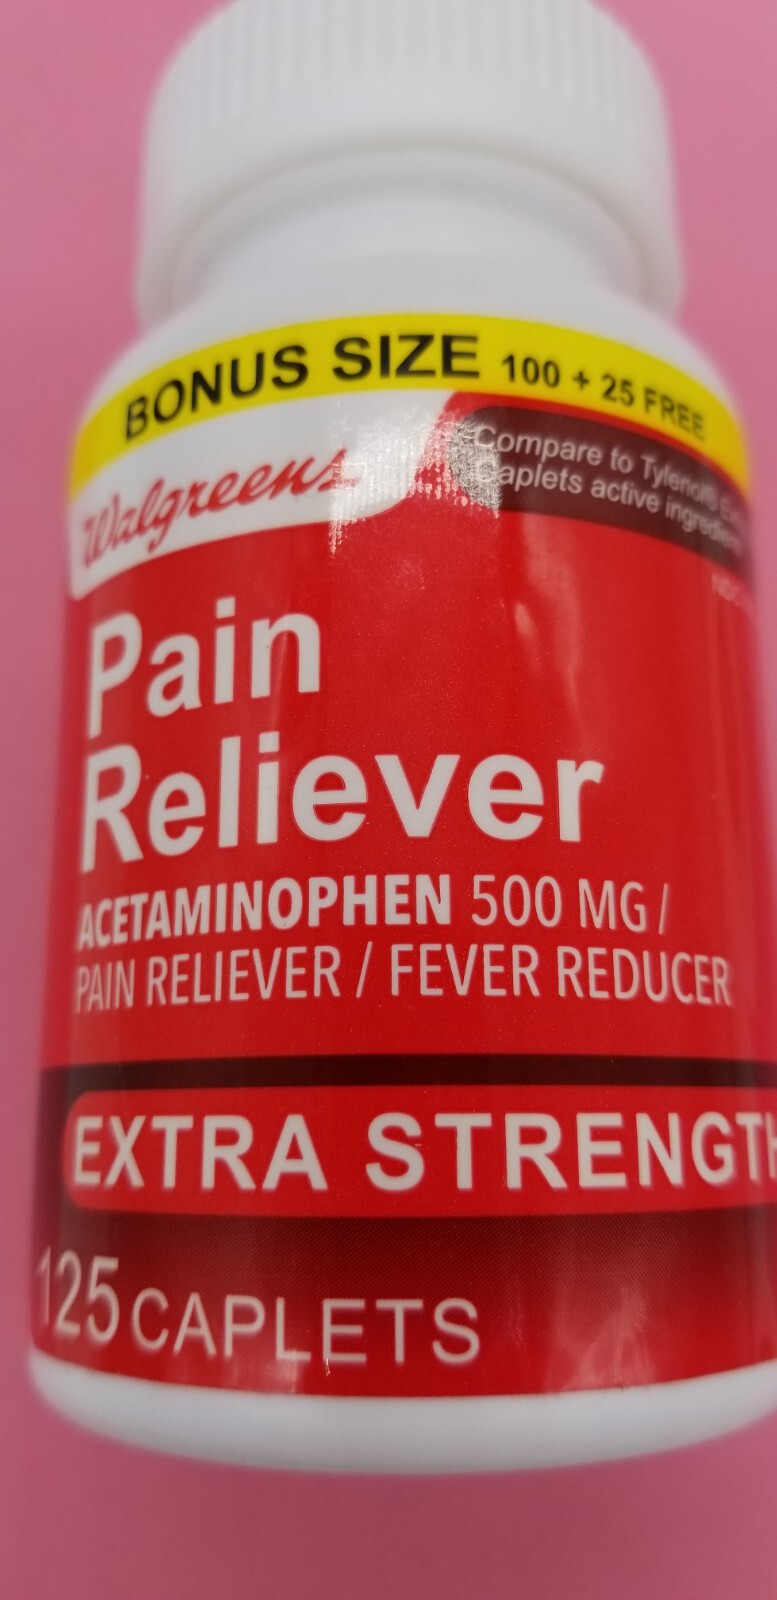 BONUS SIZE 100 + 25 FREE
Walgreens
Compare to Tylenol®
Caplets active
Pain
Reliever
ACETAMINOPHEN 500 MG /
PAIN RELIEVER / FEVER REDUCER
EXTRA STRENGTH
125 CAPLETS